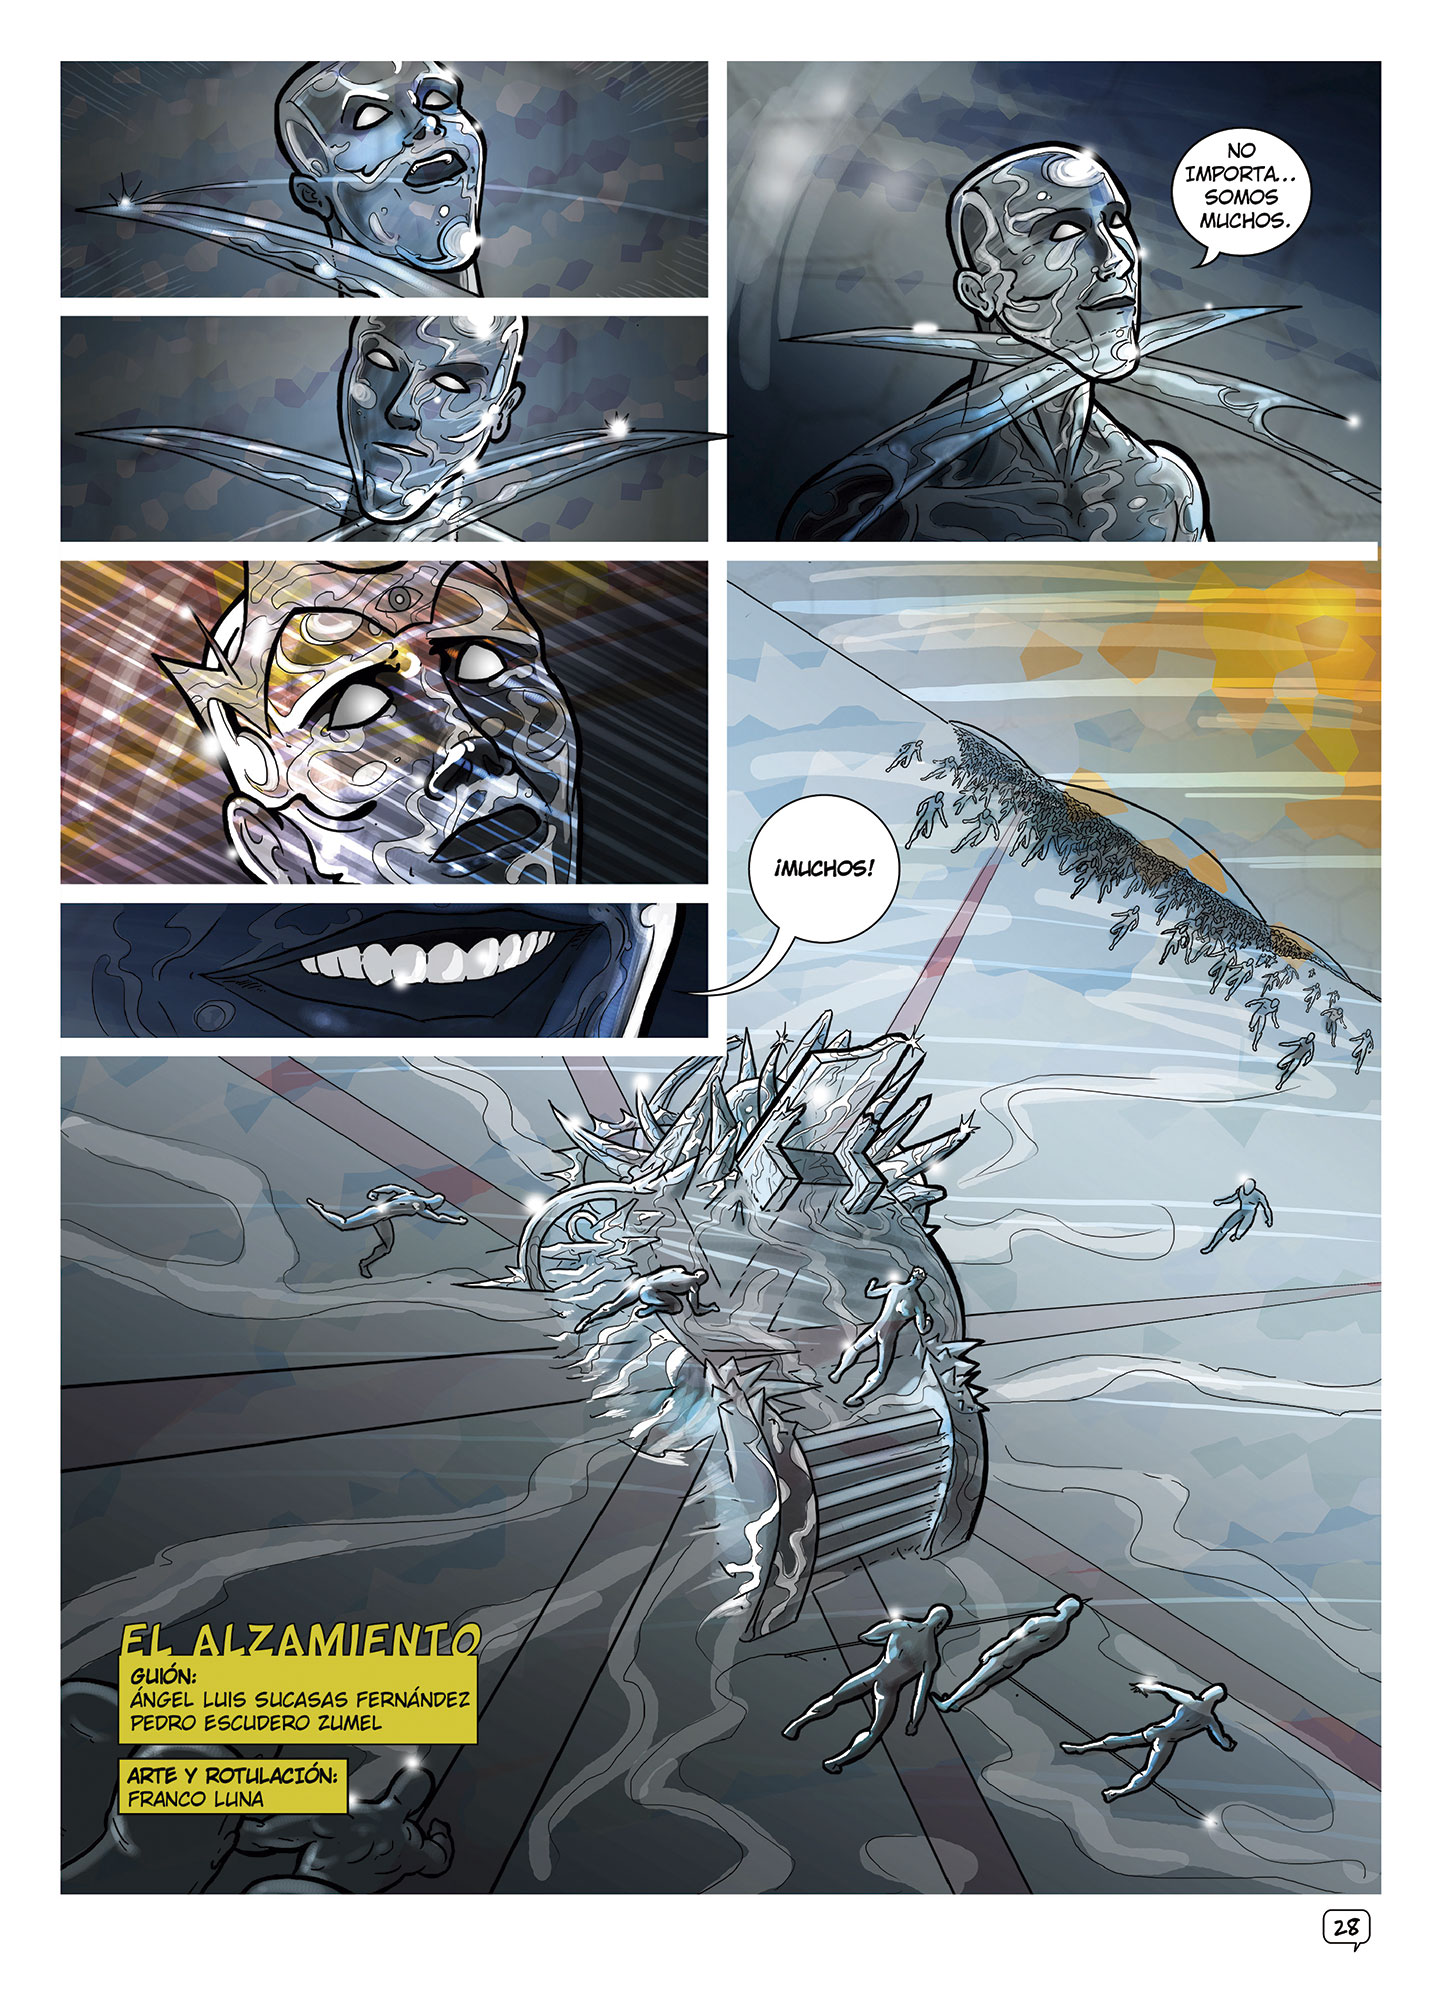 NO
IMPORTA...
SOMOS
MUCHOS.
¡MUCHOS!
EL ALZAMIENTO
GUIÓN:
ÁNGEL LUIS SUCASAS FERNÁNDEZ
PEDRO ESCUDERO ZUMEL
ARTE Y ROTULACIÓN:
FRANCO LUNA
28